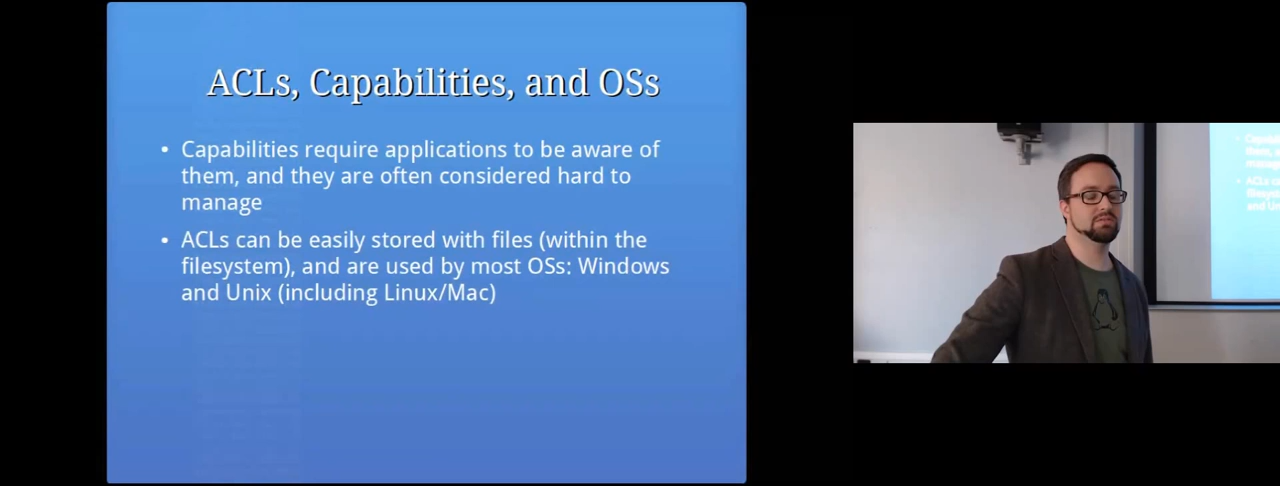 ACLs, Capabilities, and OSs
• Capabilities require applications to be aware of
them, and they are often considered hard to
manage
• ACLs can be easily stored with files (within the
filesystem), and are used by most OSs: Windows
and Unix (including Linux/Mac)